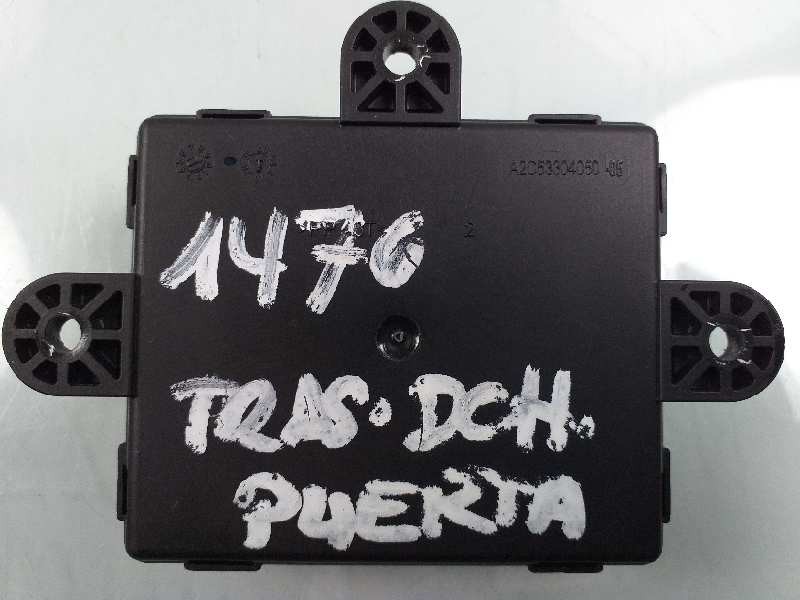 A2C53304050 -05
1476
TRAS. DCH.
PUERTA